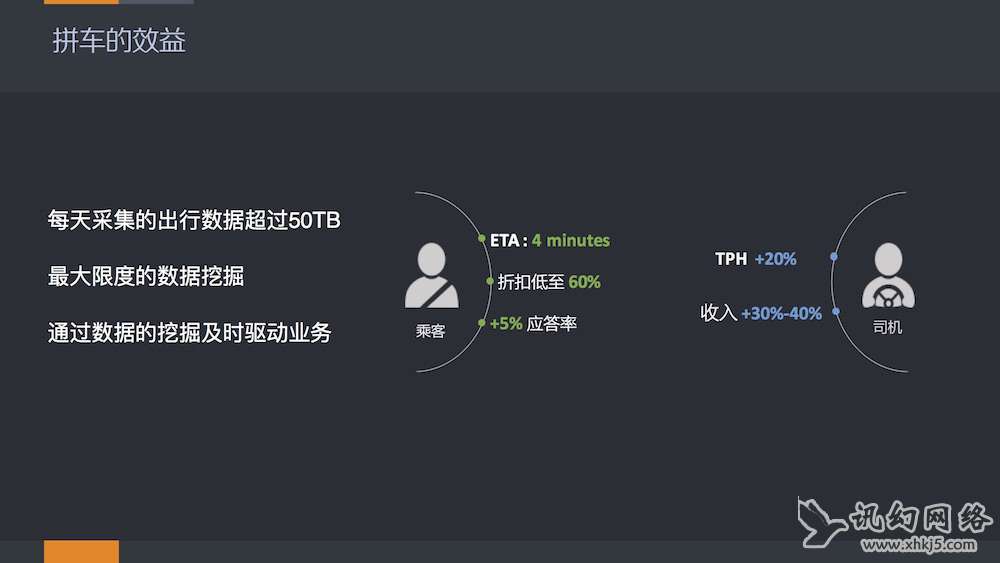 拼车的效益
每天采集的出行数据超过50TB
最大限度的数据挖掘
通过数据的挖掘及时驱动业务
ETA : 4 minutes
折扣低至 60%
+5% 应答率
乘客
TPH +20%
收入 +30%-40%
司机
讯幻网络
www.xhkj5.com